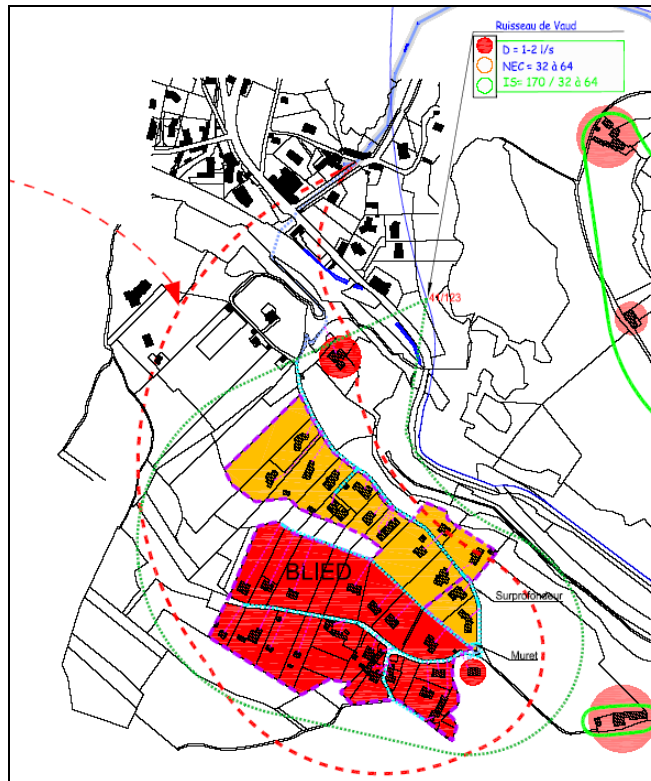 Ruisseau de Vaud
D = 1-2 l/s
NEC = 32 à 64
IS= 170 / 32 à 64
BLIED
Surprofondeur
Muret